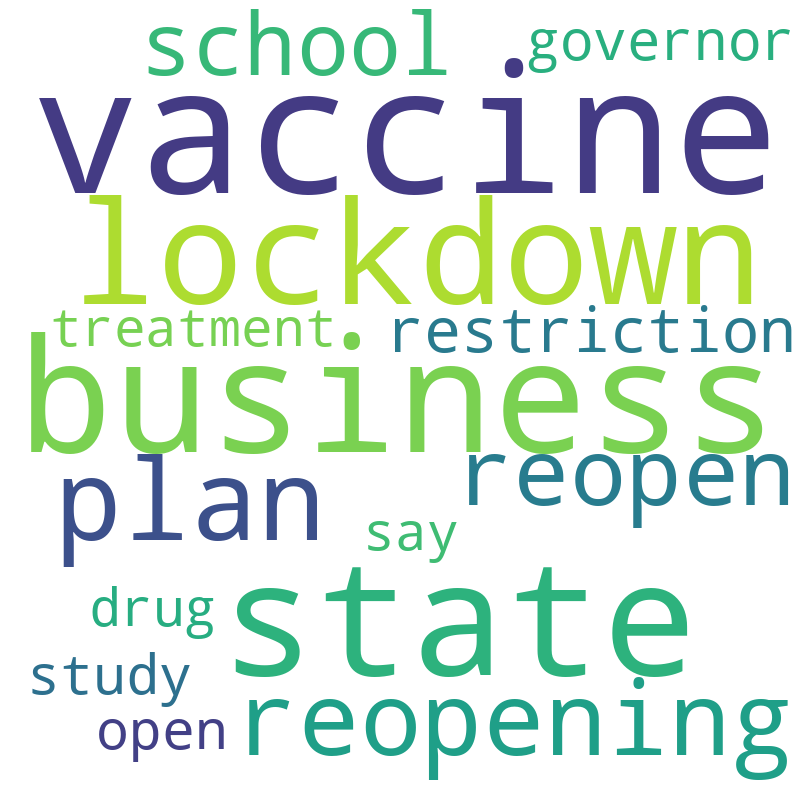 school governor
vaccine
lockdown
treatment restriction
business
plan reopen
say
drug state
study
open reopening